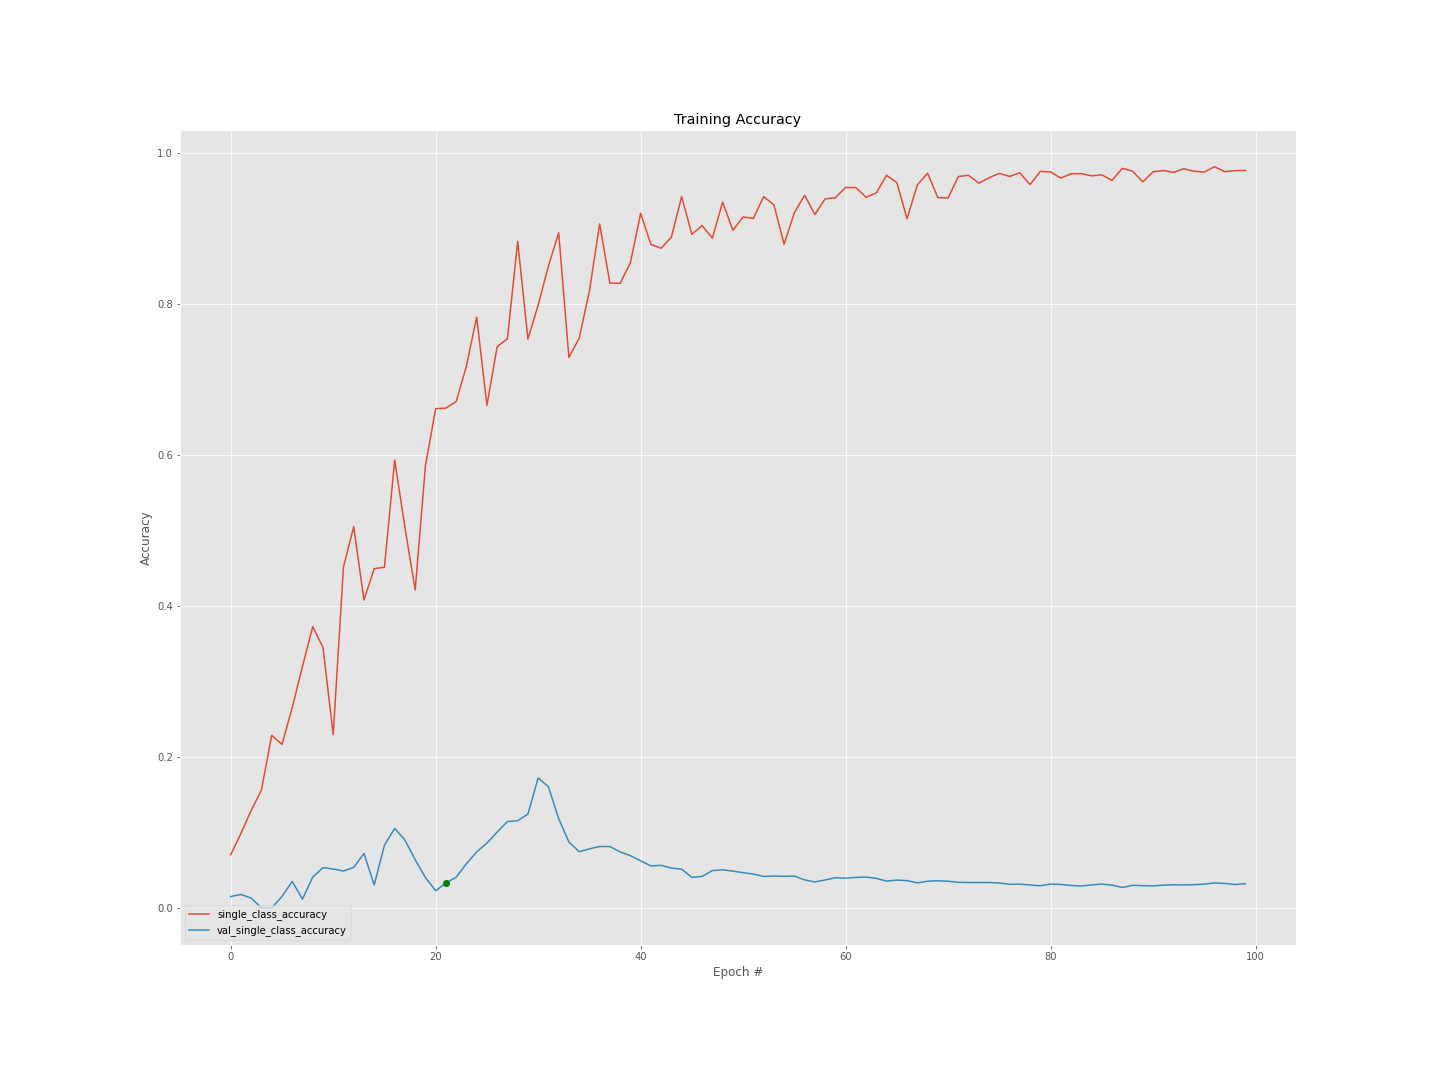 Training Accuracy
1.0
0.8
0.6
0.4
0.2
0.0
Accuracy
single_class_accuracy
val_single_class_accuracy
0 20 40 60 80 100
Epoch #